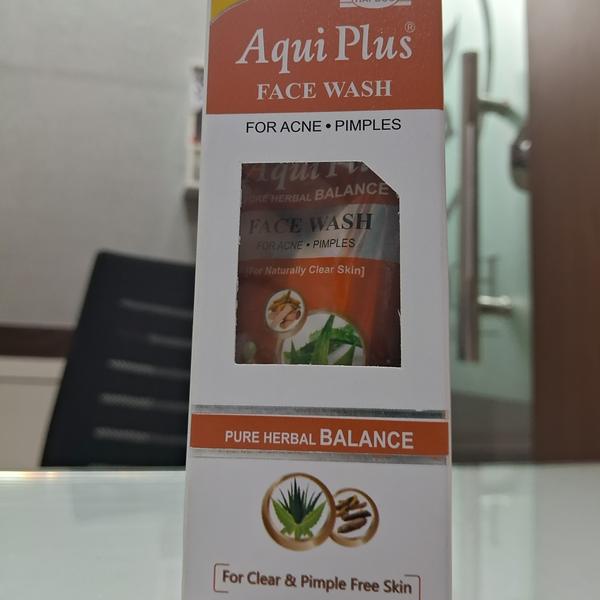 Aqui Plus®
FACE WASH
FOR ACNE • PIMPLES
Aqui
PURE HERBAL BALANCE
FACE WASH
FOR ACNE • PIMPLES
[For Naturally Clear Skin]
PURE HERBAL BALANCE
[For Clear & Pimple Free Skin]